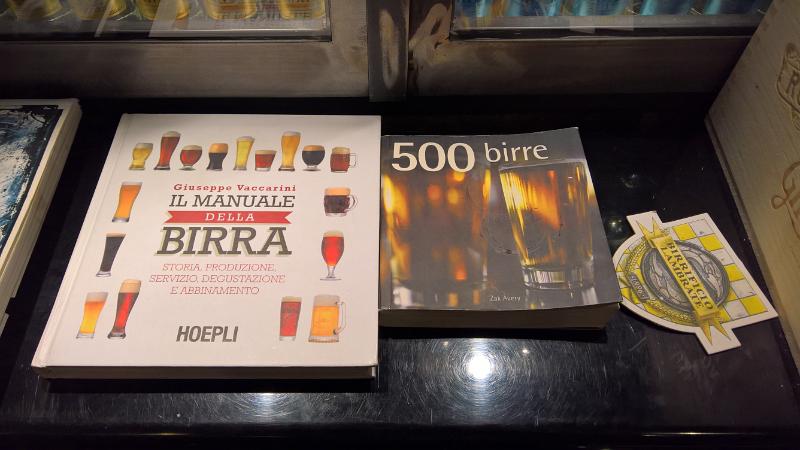 Giuseppe Vaccarini
IL MANUALE
DELLA
BIRRA
STORIA, PRODUZIONE,
SERVIZIO, DEGUSTAZIONE
E ABBINAMENTO
HOEPLI
500 birre
Zak Avery
BIRRIFICIO
LAMBRATE